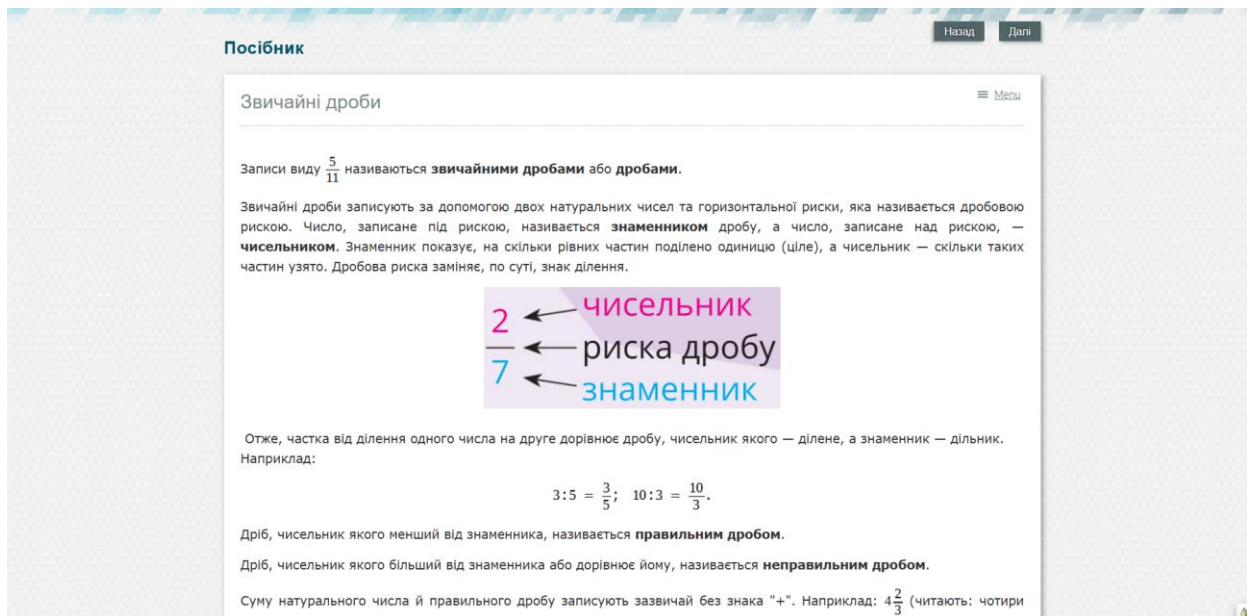 Назад Далі
Посібник
Звичайні дроби
≡ Menu
Записи виду 5/11 називаються звичайними дробами або дробами.
Звичайні дроби записують за допомогою двох натуральних чисел та горизонтальної риски, яка називається дробовою
рискою. Число, записане під рискою, називається знаменником дробу, а число, записане над рискою, —
чисельником. Знаменник показує, на скільки рівних частин поділено одиницю (ціле), а чисельник — скільки таких
частин узято. Дробова риска заміняє, по суті, знак ділення.
2 чисельник
риска дробу
7 знаменник
Отже, частка від ділення одного числа на друге дорівнює дробу, чисельник якого — ділене, а знаменник — дільник.
Наприклад:
3:5 = 3/5; 10:3 = 10/3.
Дріб, чисельник якого менший від знаменника, називається правильним дробом.
Дріб, чисельник якого більший від знаменника або дорівнює йому, називається неправильним дробом.
Суму натурального числа й правильного дробу записують зазвичай без знака "+". Наприклад: 4 2/3 (читають: чотири